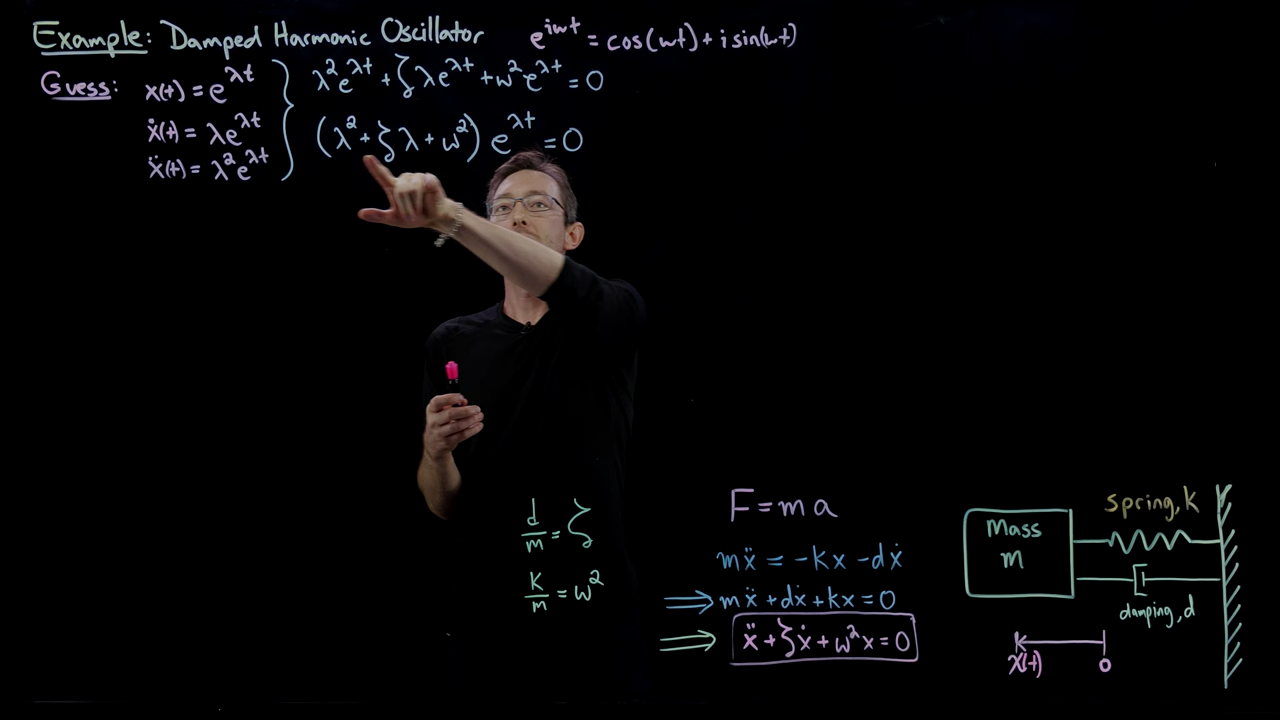 Example: Damped Harmonic Oscillator
e^{iωt} = cos(ωt) + i sin(ωt)
Guess: x(t) = e^{λt}
ẋ(t) = λe^{λt}
ẍ(t) = λ²e^{λt}
λ²e^{λt} + ζλe^{λt} + ω²e^{λt} = 0
(λ² + ζλ + ω²) e^{λt} = 0
d/m = ζ
k/m = ω²
F = ma
mẍ = -kx - dẋ
⟹ mẍ + dẋ + kx = 0
⟹ ẍ + ζẋ + ω²x = 0
Mass
m
spring, k
damping, d
x(t)
0